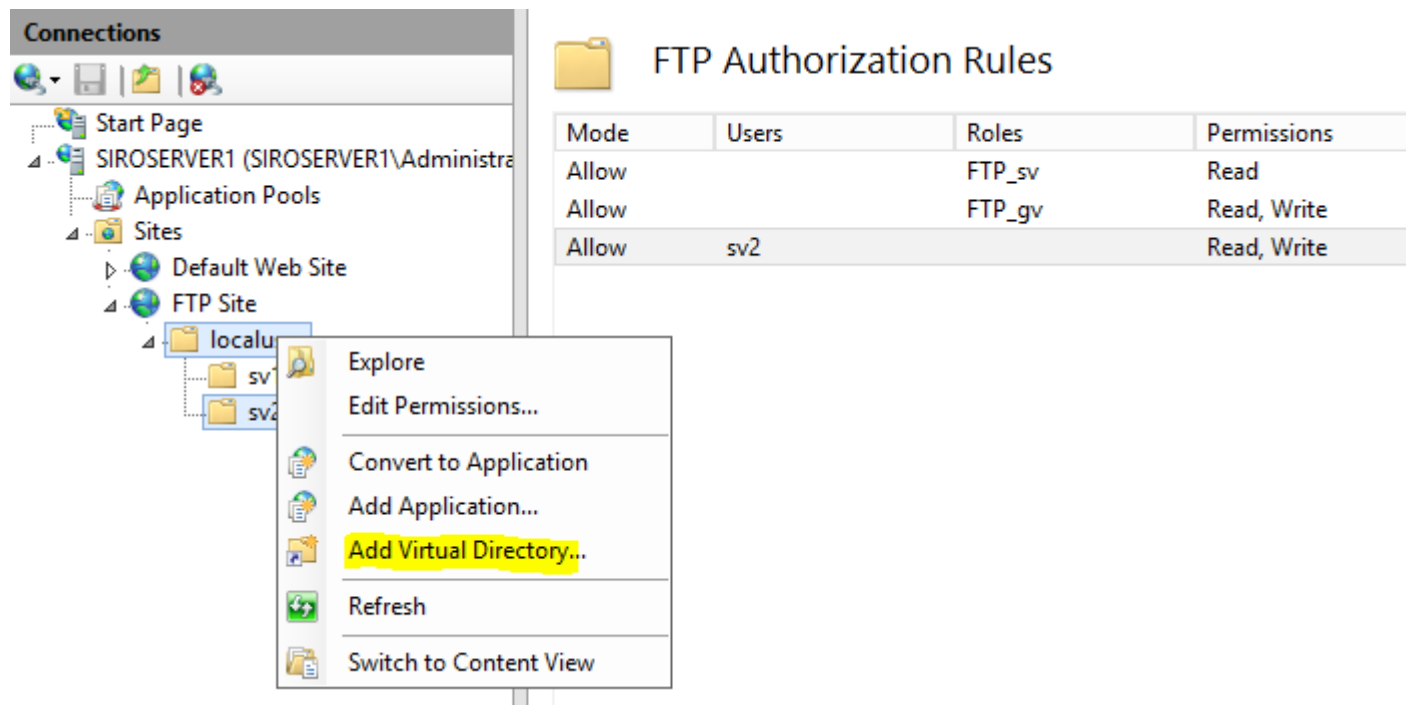 Connections
Start Page
SIROSERVER1 (SIROSERVER1\Administra
Application Pools
Sites
Default Web Site
FTP Site
localu
sv1
sv2
Explore
Edit Permissions...
Convert to Application
Add Application...
Add Virtual Directory...
Refresh
Switch to Content View
FTP Authorization Rules
Mode Users Roles Permissions
Allow FTP_sv Read
Allow FTP_gv Read, Write
Allow sv2 Read, Write